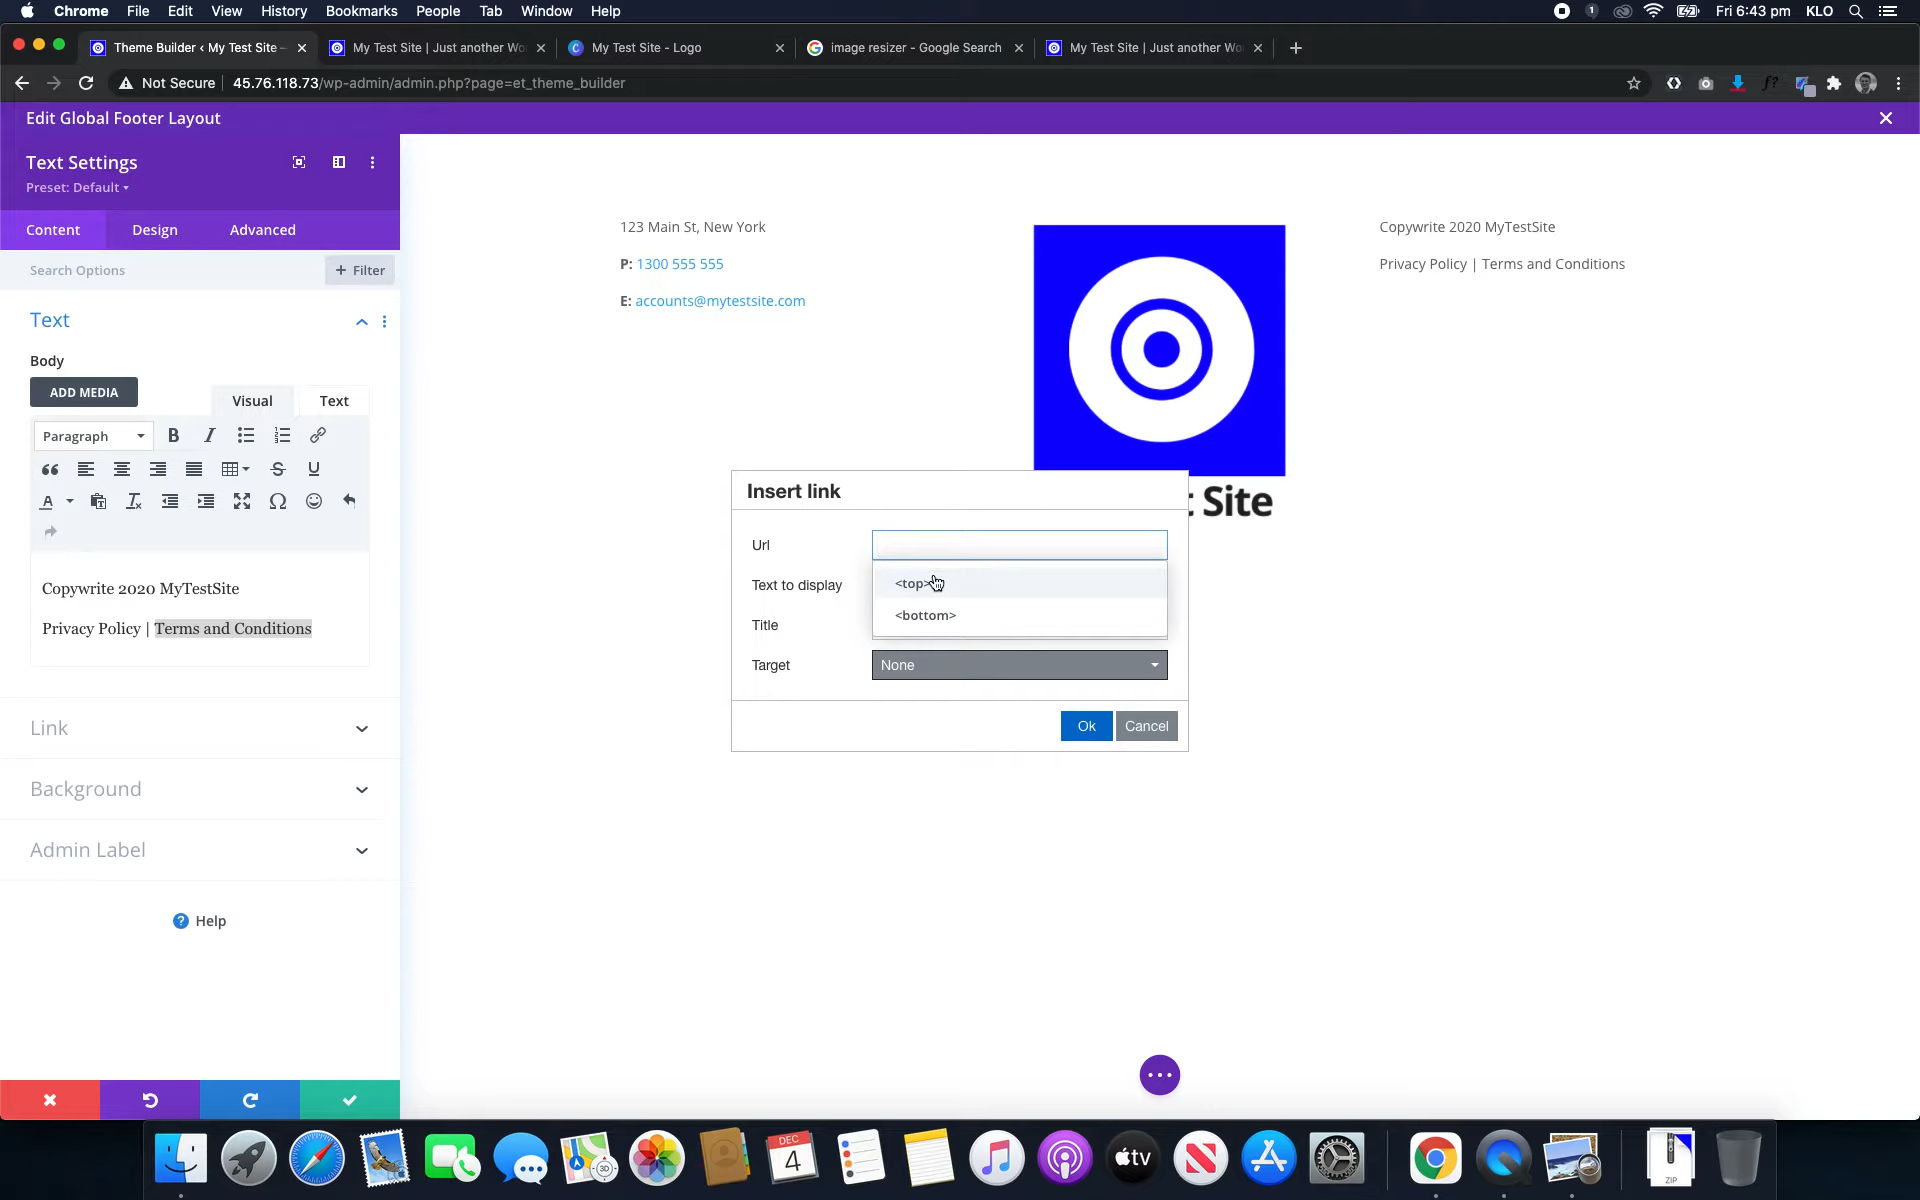 Chrome File Edit View History Bookmarks People Tab Window Help
1 Fri 6:43 pm KLO
Theme Builder ‹ My Test Site –
My Test Site | Just another Wo
My Test Site - Logo
image resizer - Google Search
My Test Site | Just another Wo
Not Secure 45.76.118.73/wp-admin/admin.php?page=et_theme_builder
Edit Global Footer Layout
Text Settings
Preset: Default
Content Design Advanced
Search Options + Filter
Text
Body
ADD MEDIA
Visual Text
Paragraph B I
S U
A
Copywrite 2020 MyTestSite
Privacy Policy | Terms and Conditions
Link
Background
Admin Label
? Help
123 Main St, New York
P: 1300 555 555
E: accounts@mytestsite.com
t Site
Copywrite 2020 MyTestSite
Privacy Policy | Terms and Conditions
Insert link
Url
Text to display
<top>
<bottom>
Title
Target None
Ok Cancel
3D
DEC
4
tv
ZIP